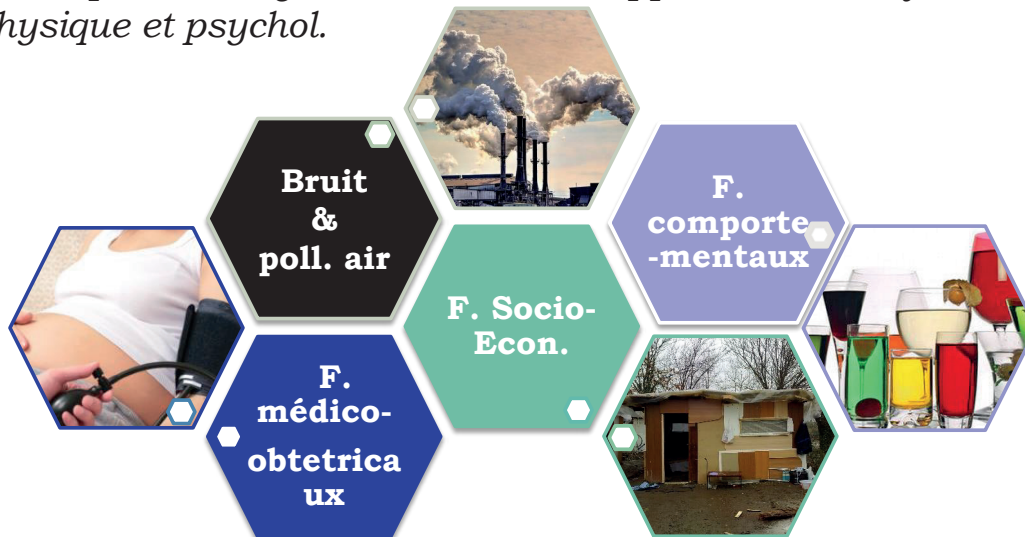 hysique et psychol.
Bruit
&
poll. air
F.
comporte
-mentaux
F. Socio-
Econ.
F.
médico-
obtetrica
ux